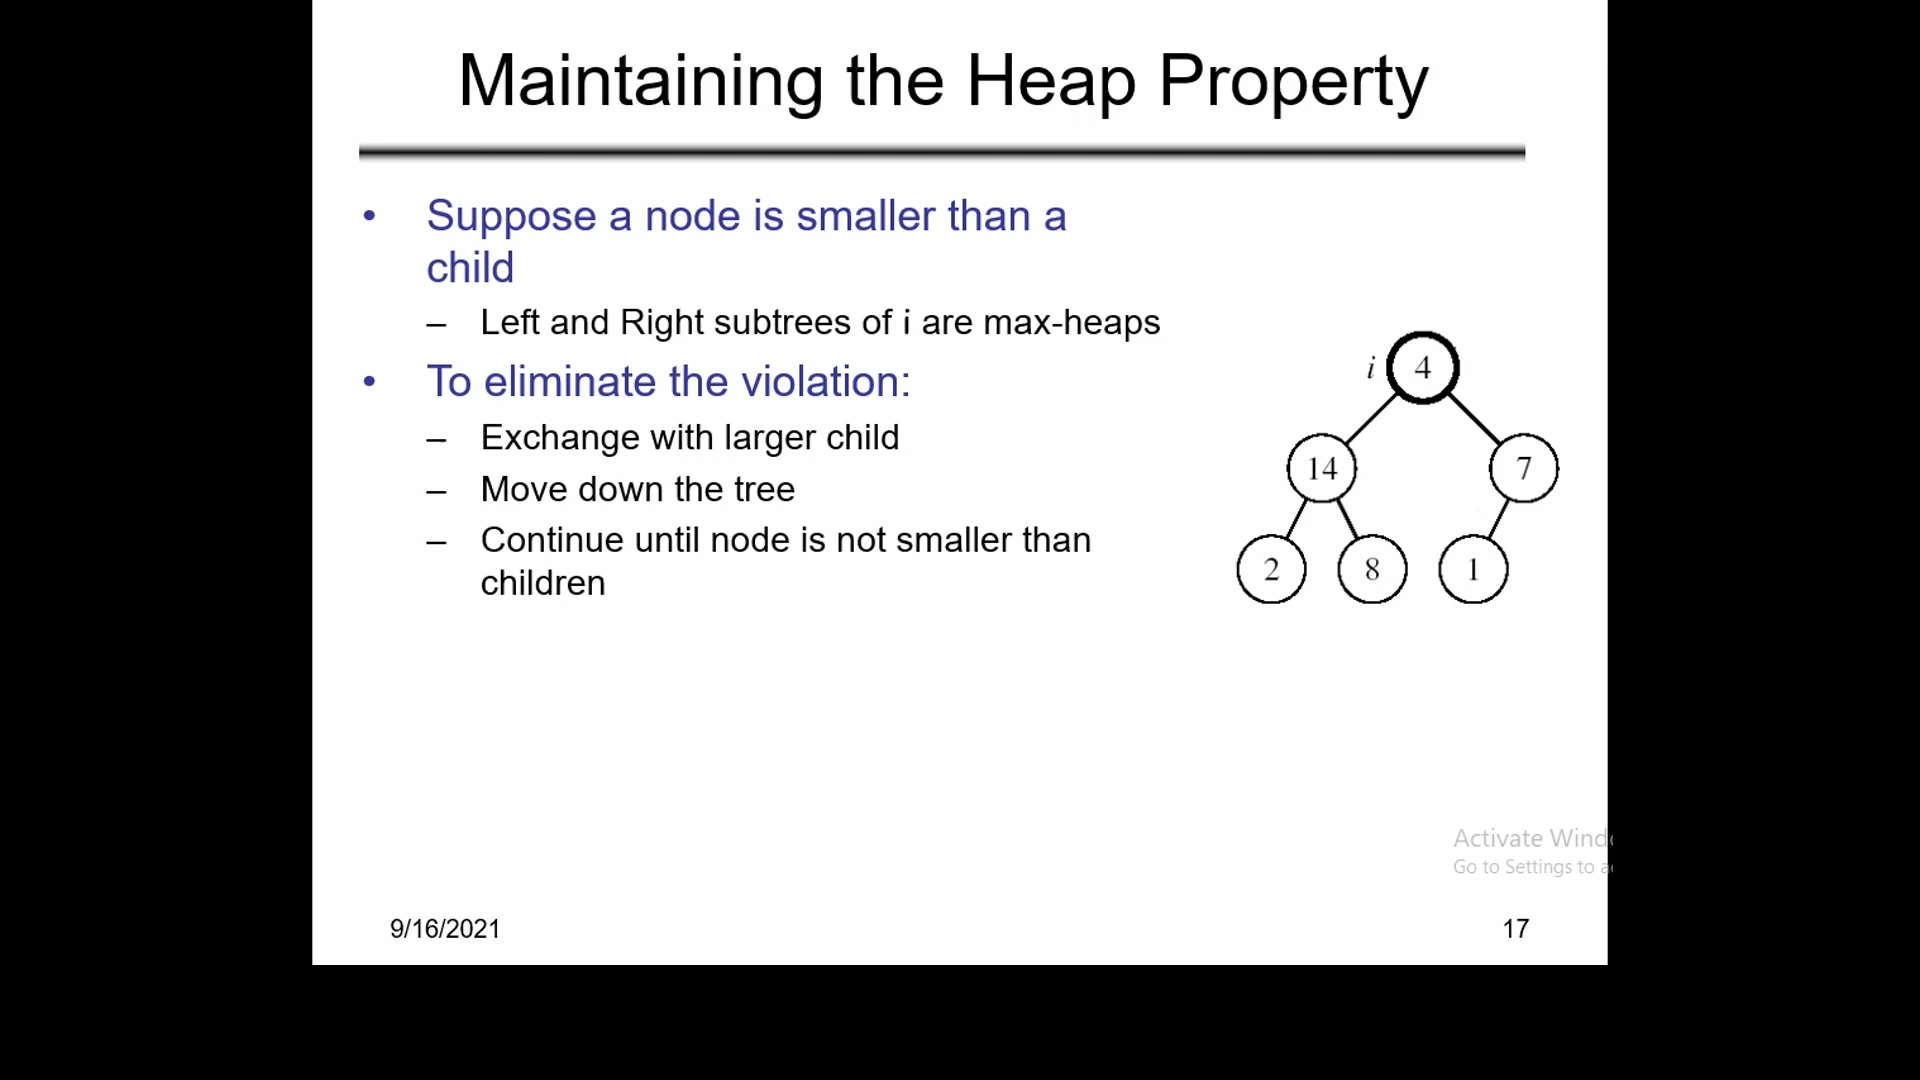 Maintaining the Heap Property
• Suppose a node is smaller than a
child
– Left and Right subtrees of i are max-heaps
• To eliminate the violation:
– Exchange with larger child
– Move down the tree
– Continue until node is not smaller than
children
i 4
14 7
2 8 1
Activate
Go to Settings to
9/16/2021
17